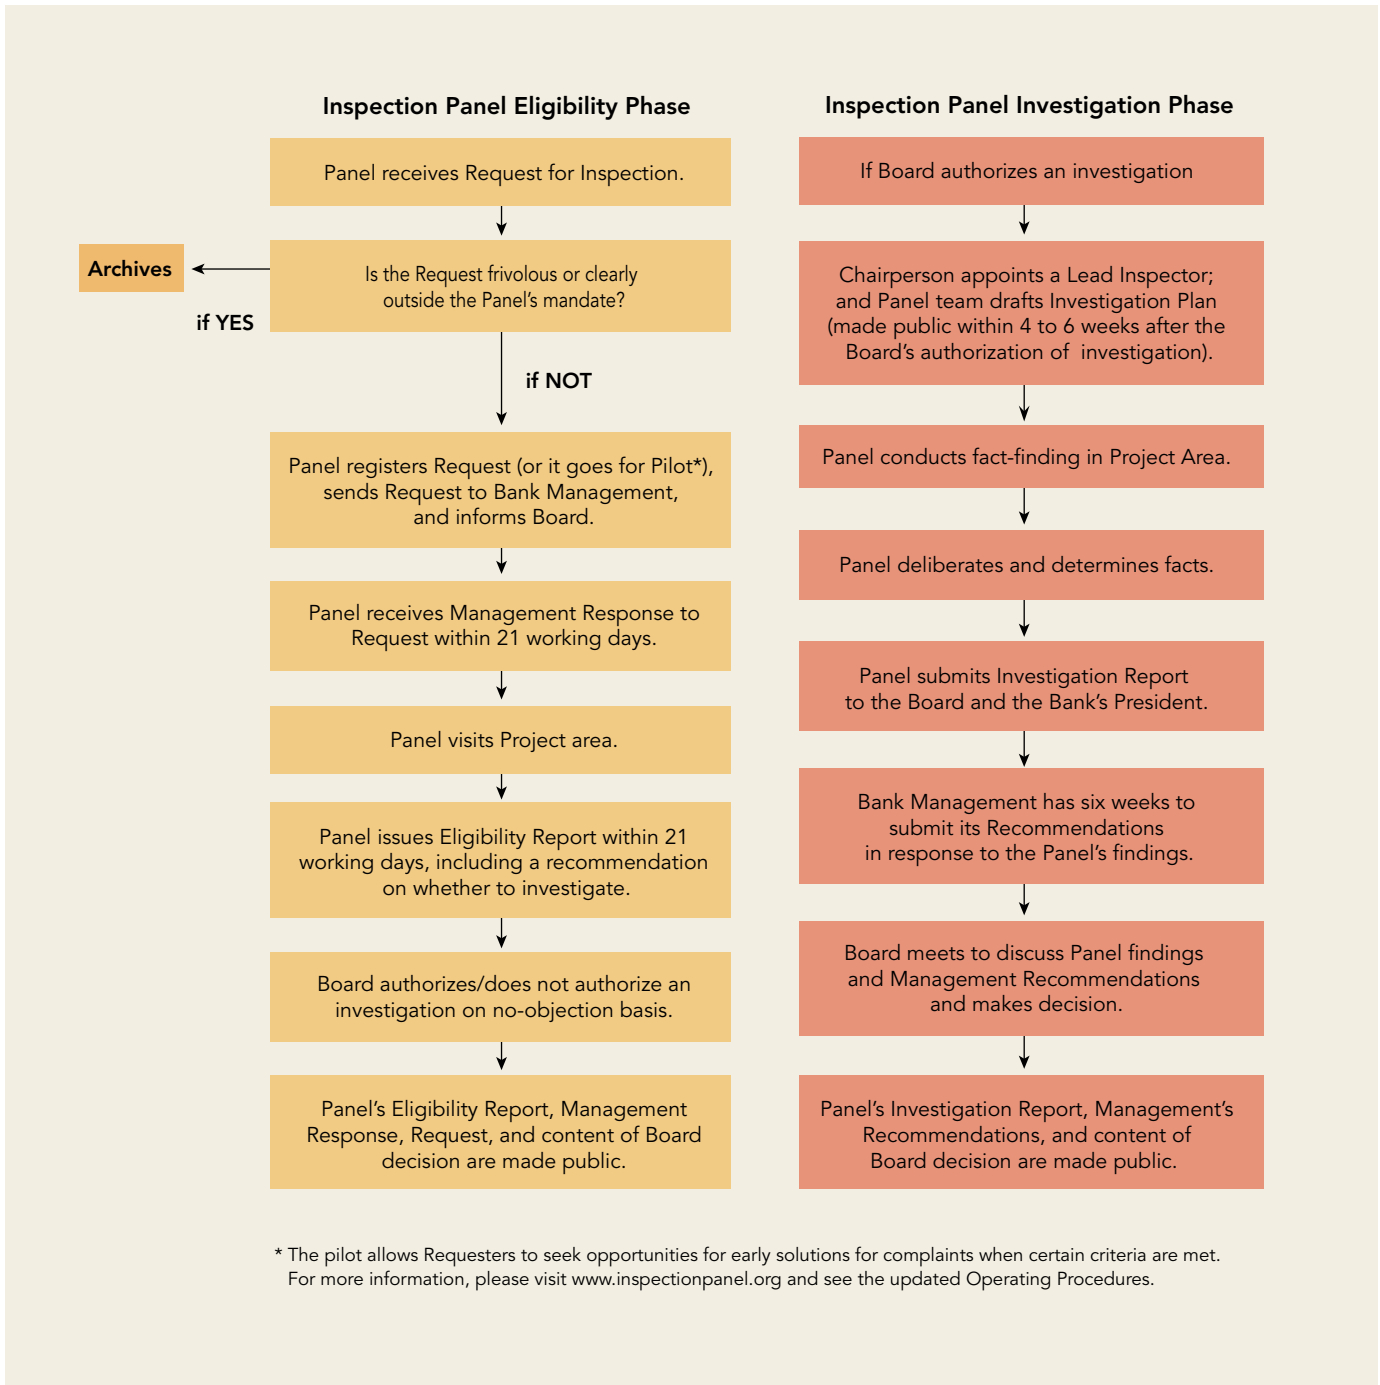 Inspection Panel Eligibility Phase
Panel receives Request for Inspection.
Archives
Is the Request frivolous or clearly
outside the Panel's mandate?
if YES
if NOT
Panel registers Request (or it goes for Pilot*),
sends Request to Bank Management,
and informs Board.
Panel receives Management Response to
Request within 21 working days.
Panel visits Project area.
Panel issues Eligibility Report within 21
working days, including a recommendation
on whether to investigate.
Board authorizes/does not authorize an
investigation on no-objection basis.
Panel's Eligibility Report, Management
Response, Request, and content of Board
decision are made public.
Inspection Panel Investigation Phase
If Board authorizes an investigation
Chairperson appoints a Lead Inspector;
and Panel team drafts Investigation Plan
(made public within 4 to 6 weeks after the
Board's authorization of investigation).
Panel conducts fact-finding in Project Area.
Panel deliberates and determines facts.
Panel submits Investigation Report
to the Board and the Bank's President.
Bank Management has six weeks to
submit its Recommendations
in response to the Panel's findings.
Board meets to discuss Panel findings
and Management Recommendations
and makes decision.
Panel's Investigation Report, Management's
Recommendations, and content of
Board decision are made public.
* The pilot allows Requesters to seek opportunities for early solutions for complaints when certain criteria are met.
For more information, please visit www.inspectionpanel.org and see the updated Operating Procedures.